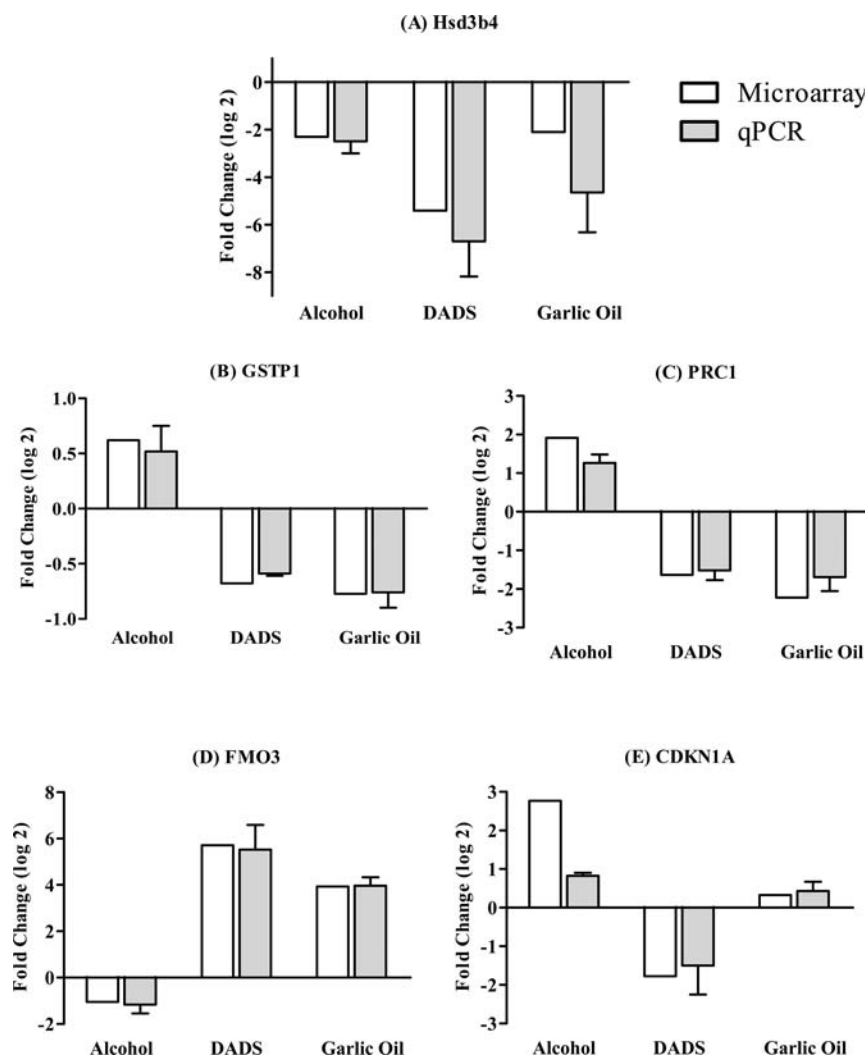 (A) Hsd3b4
Fold Change (log 2)
0
-2
-4
-6
-8
Alcohol DADS Garlic Oil
Microarray
qPCR
(B) GSTP1
Fold Change (log 2)
1.0
0.5
0.0
-0.5
-1.0
Alcohol DADS Garlic Oil
(C) PRC1
Fold Change (log 2)
3
2
1
0
-1
-2
-3
Alcohol DADS Garlic Oil
(D) FMO3
Fold Change (log 2)
8
6
4
2
0
-2
Alcohol DADS Garlic Oil
(E) CDKN1A
Fold Change (log 2)
3
2
1
0
-1
-2
-3
Alcohol DADS Garlic Oil